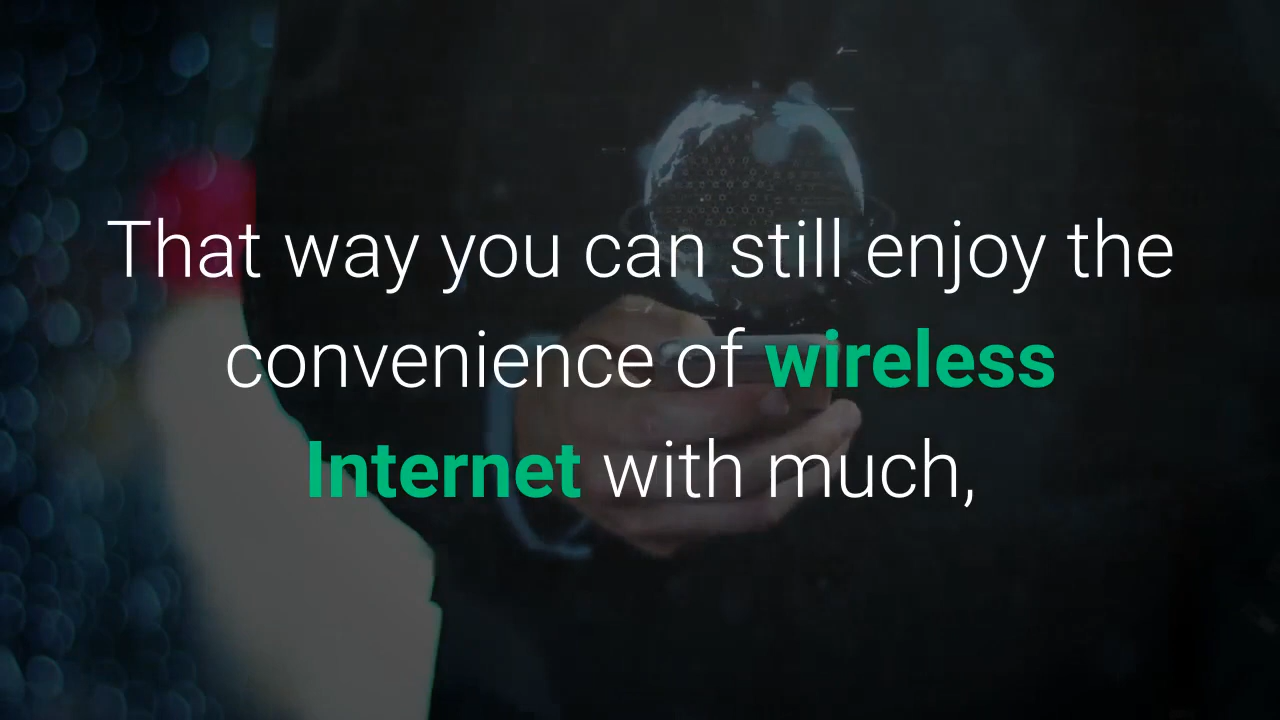 That way you can still enjoy the
convenience of wireless
Internet with much,